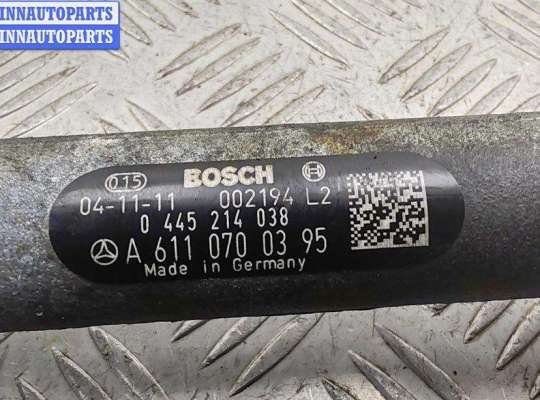 INNAUTOPARTS
INNAUTOPARTS
015 BOSCH
04-11-11 002194 L2
0 445 214 038
A 611 070 03 95
Made in Germany